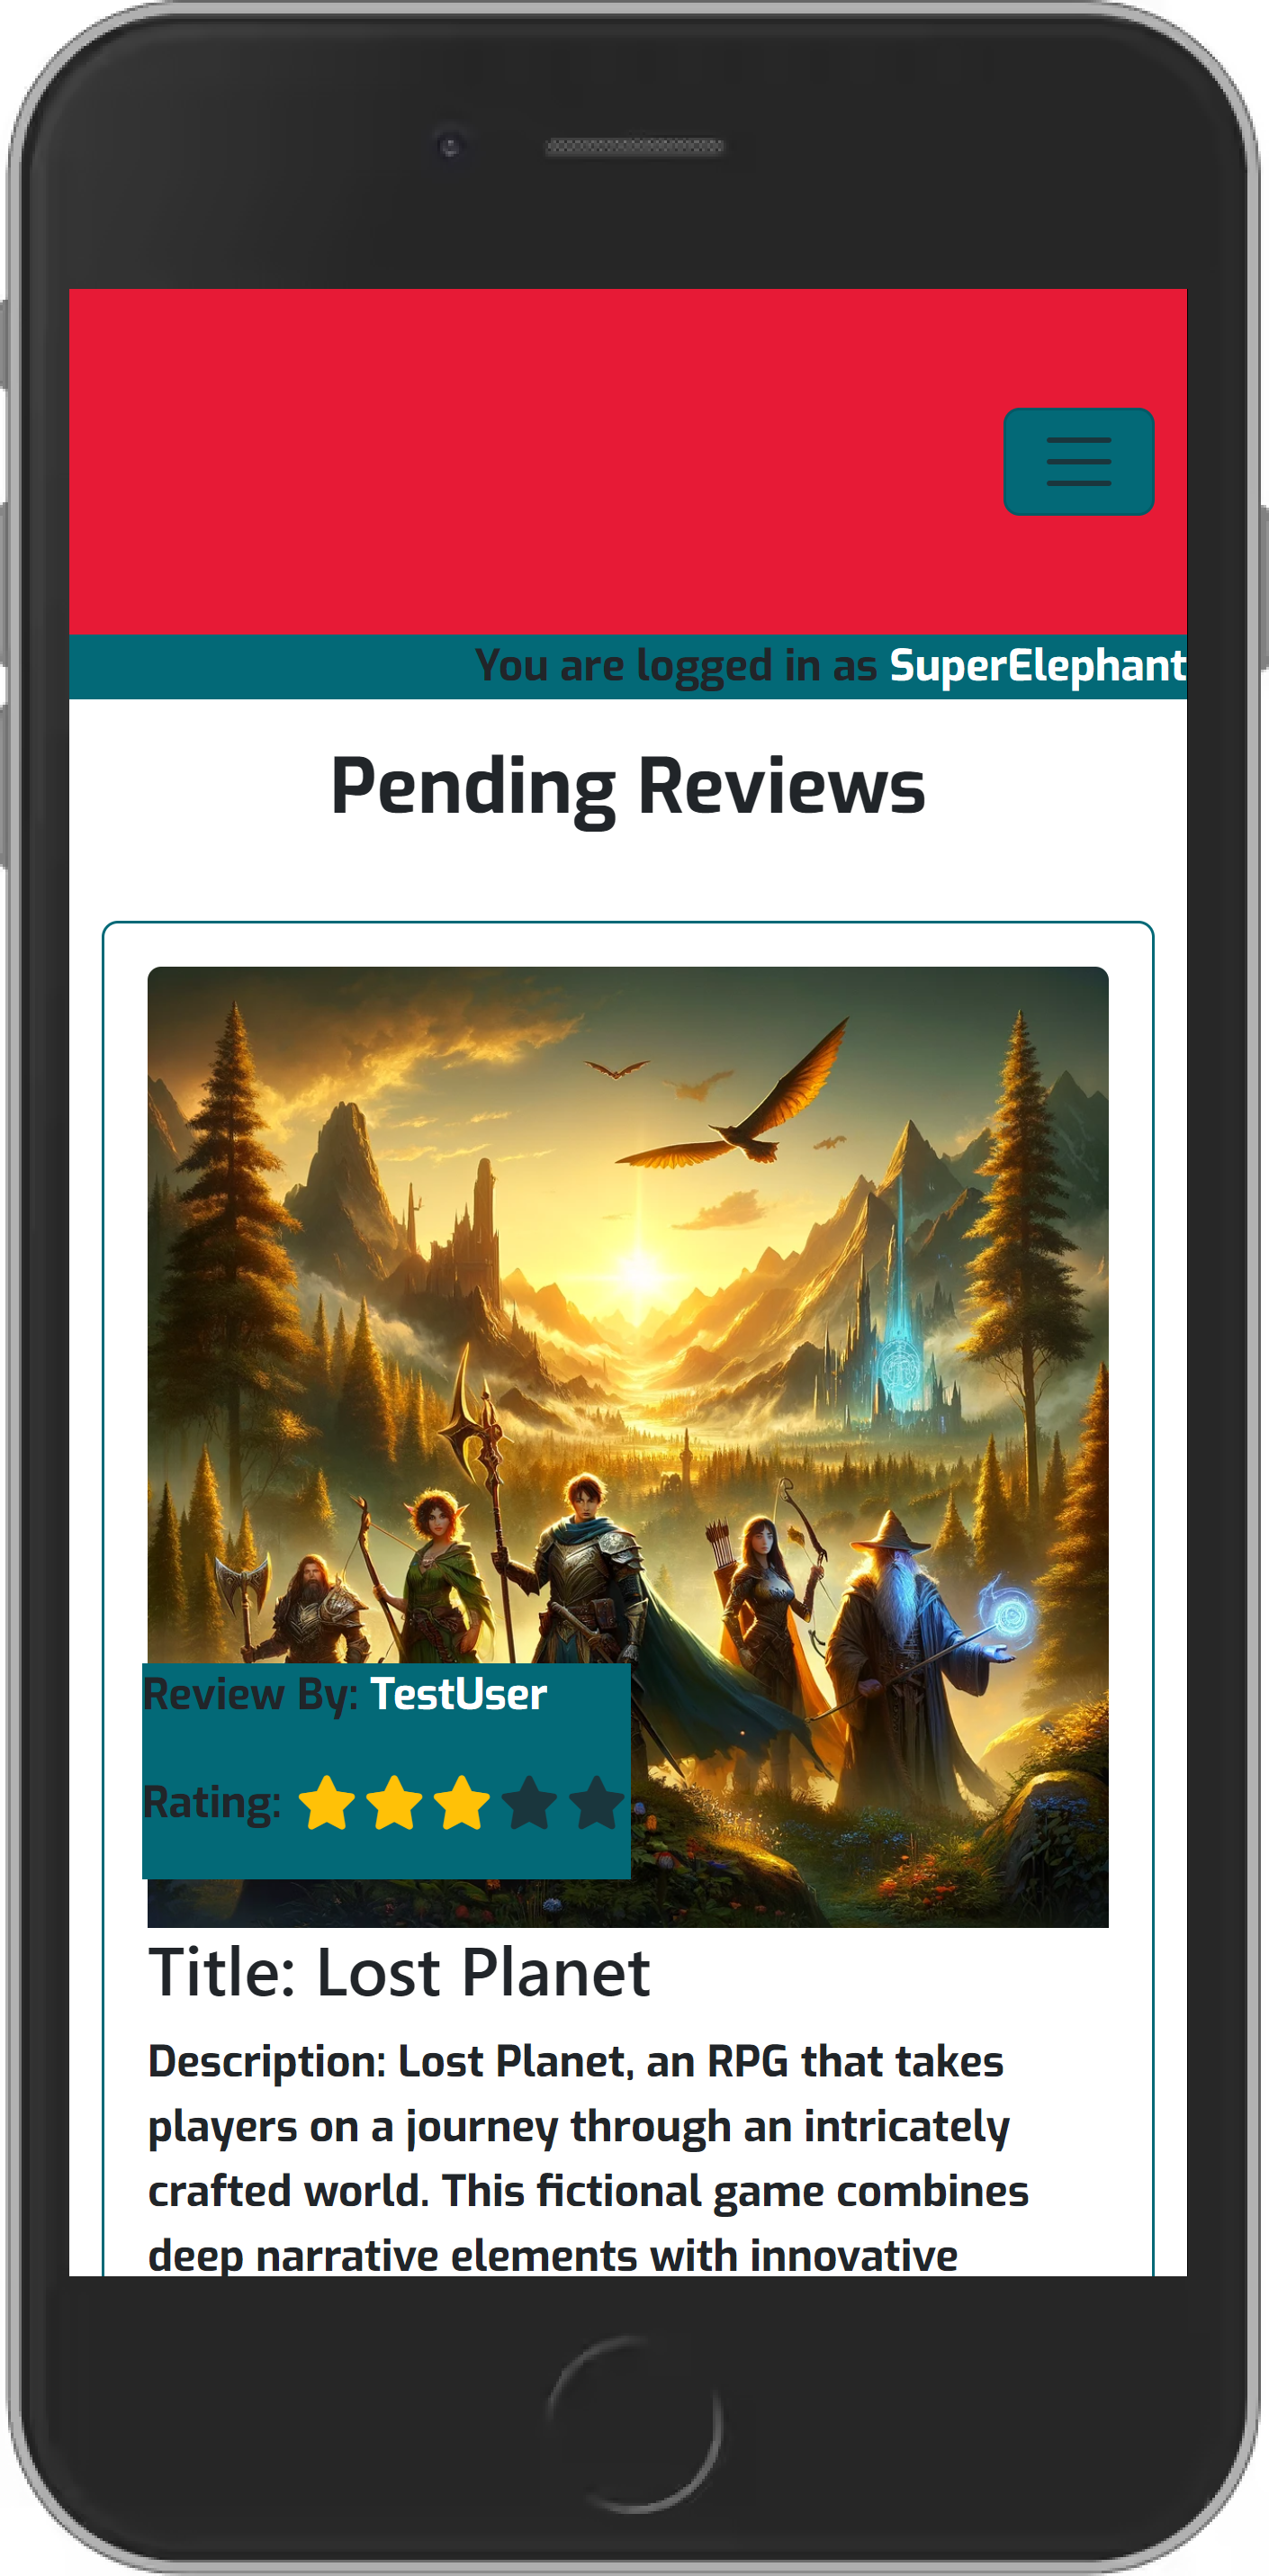 You are logged in as SuperElephant
Pending Reviews
Review By: TestUser
Rating:
Title: Lost Planet
Description: Lost Planet, an RPG that takes
players on a journey through an intricately
crafted world. This fictional game combines
deep narrative elements with innovative